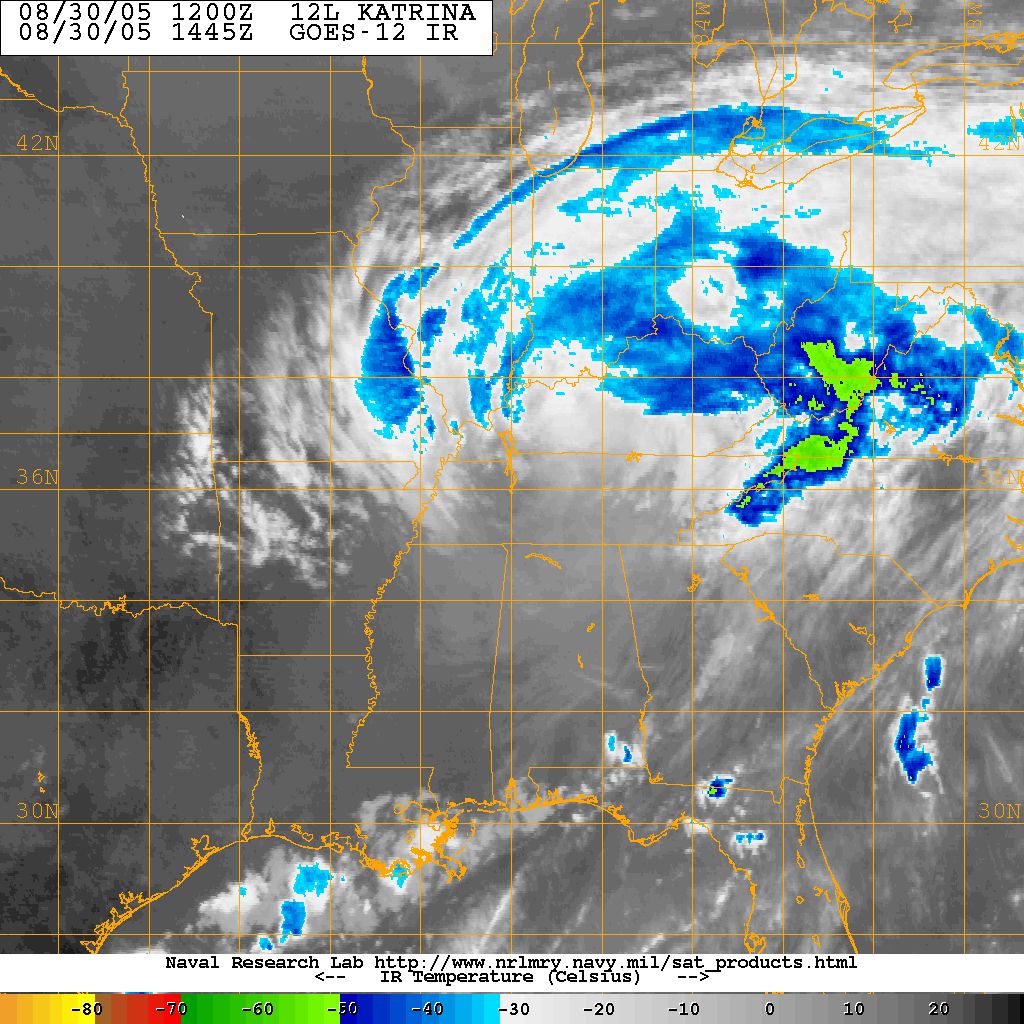 08/30/05 1200Z 12L KATRINA
08/30/05 1445Z GOES-12 IR
84W
78W
42N 42N
36N 36N
30N 30N
Naval Research Lab http://www.nrlmry.navy.mil/sat_products.html
<-- IR Temperature (Celsius) -->
-80 -70 -60 -50 -40 -30 -20 -10 0 10 20